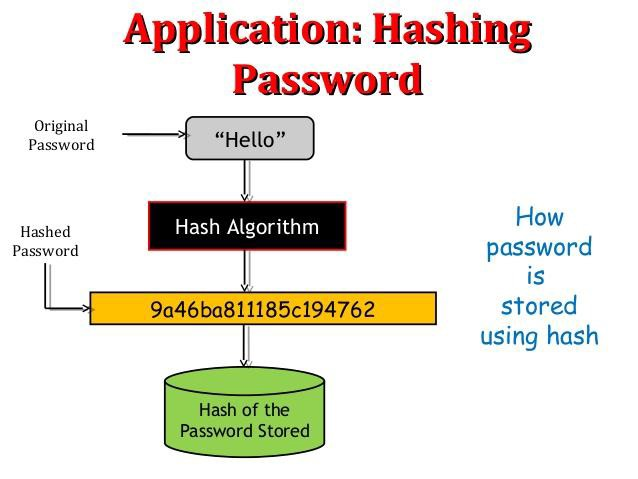 Application: Hashing
Password
Original
Password
“Hello”
Hash Algorithm
Hashed
Password
9a46ba811185c194762
Hash of the
Password Stored
How
password
is
stored
using hash